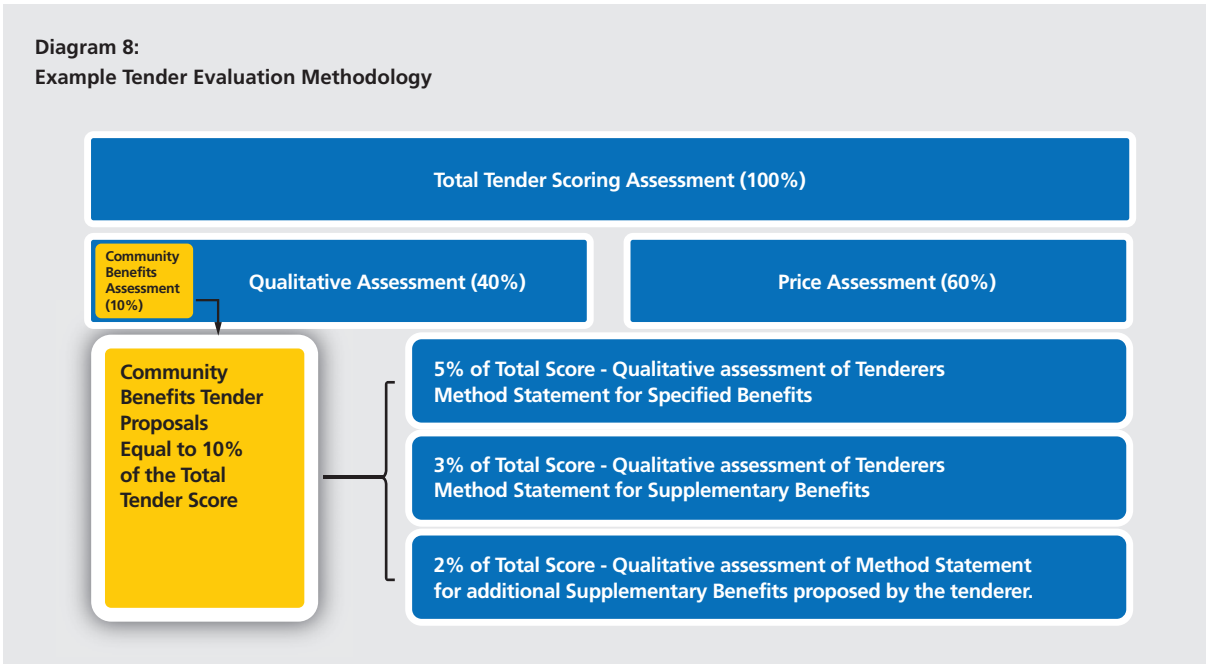 Diagram 8:
Example Tender Evaluation Methodology
Total Tender Scoring Assessment (100%)
Community
Benefits
Assessment
(10%)
Qualitative Assessment (40%)
Price Assessment (60%)
Community
Benefits Tender
Proposals
Equal to 10%
of the Total
Tender Score
5% of Total Score - Qualitative assessment of Tenderers
Method Statement for Specified Benefits
3% of Total Score - Qualitative assessment of Tenderers
Method Statement for Supplementary Benefits
2% of Total Score - Qualitative assessment of Method Statement
for additional Supplementary Benefits proposed by the tenderer.